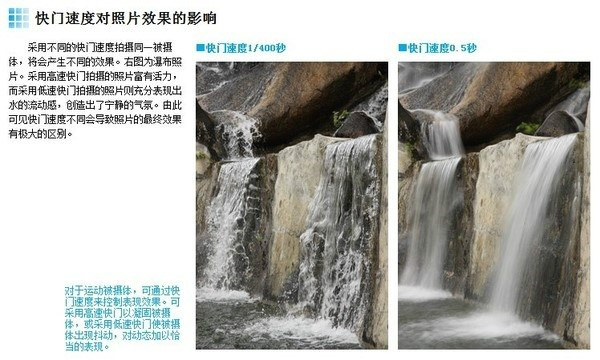 快门速度对照片效果的影响
采用不同的快门速度拍摄同一被摄
体，将会产生不同的效果。右图为瀑布照
片。采用高速快门拍摄的照片富有活力，
而采用低速快门拍摄的照片则充分表现出
水的流动感，创造出了宁静的气氛。由此
可见快门速度不同会导致照片的最终效果
有极大的区别。
■快门速度1/400秒
■快门速度0.5秒
对于运动被摄体，可通过快
门速度来控制表现效果。可
采用高速快门以凝固被摄
体，或采用低速快门使被摄
体出现抖动，对动态加以恰
当的表现。